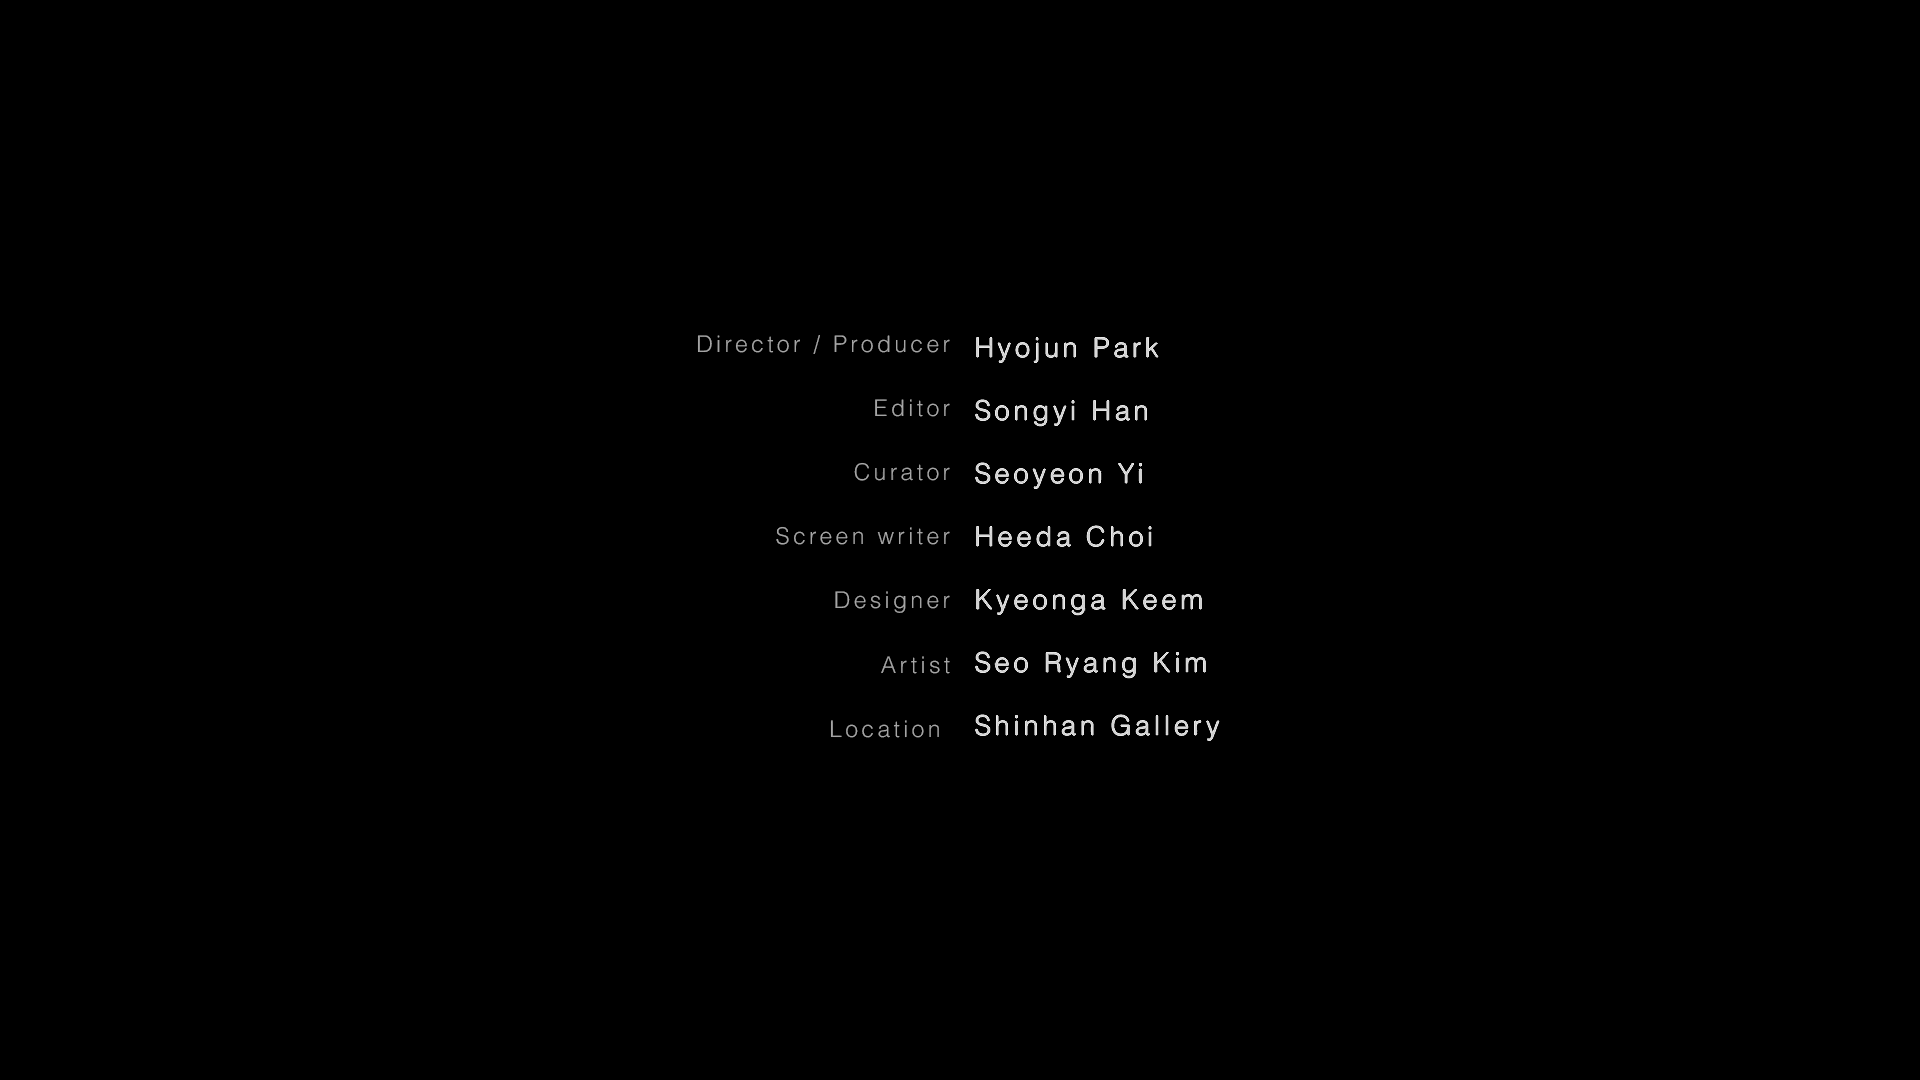 Director / Producer Hyojun Park
Editor Songyi Han
Curator Seoyeon Yi
Screen writer Heeda Choi
Designer Kyeonga Keem
Artist Seo Ryang Kim
Location Shinhan Gallery